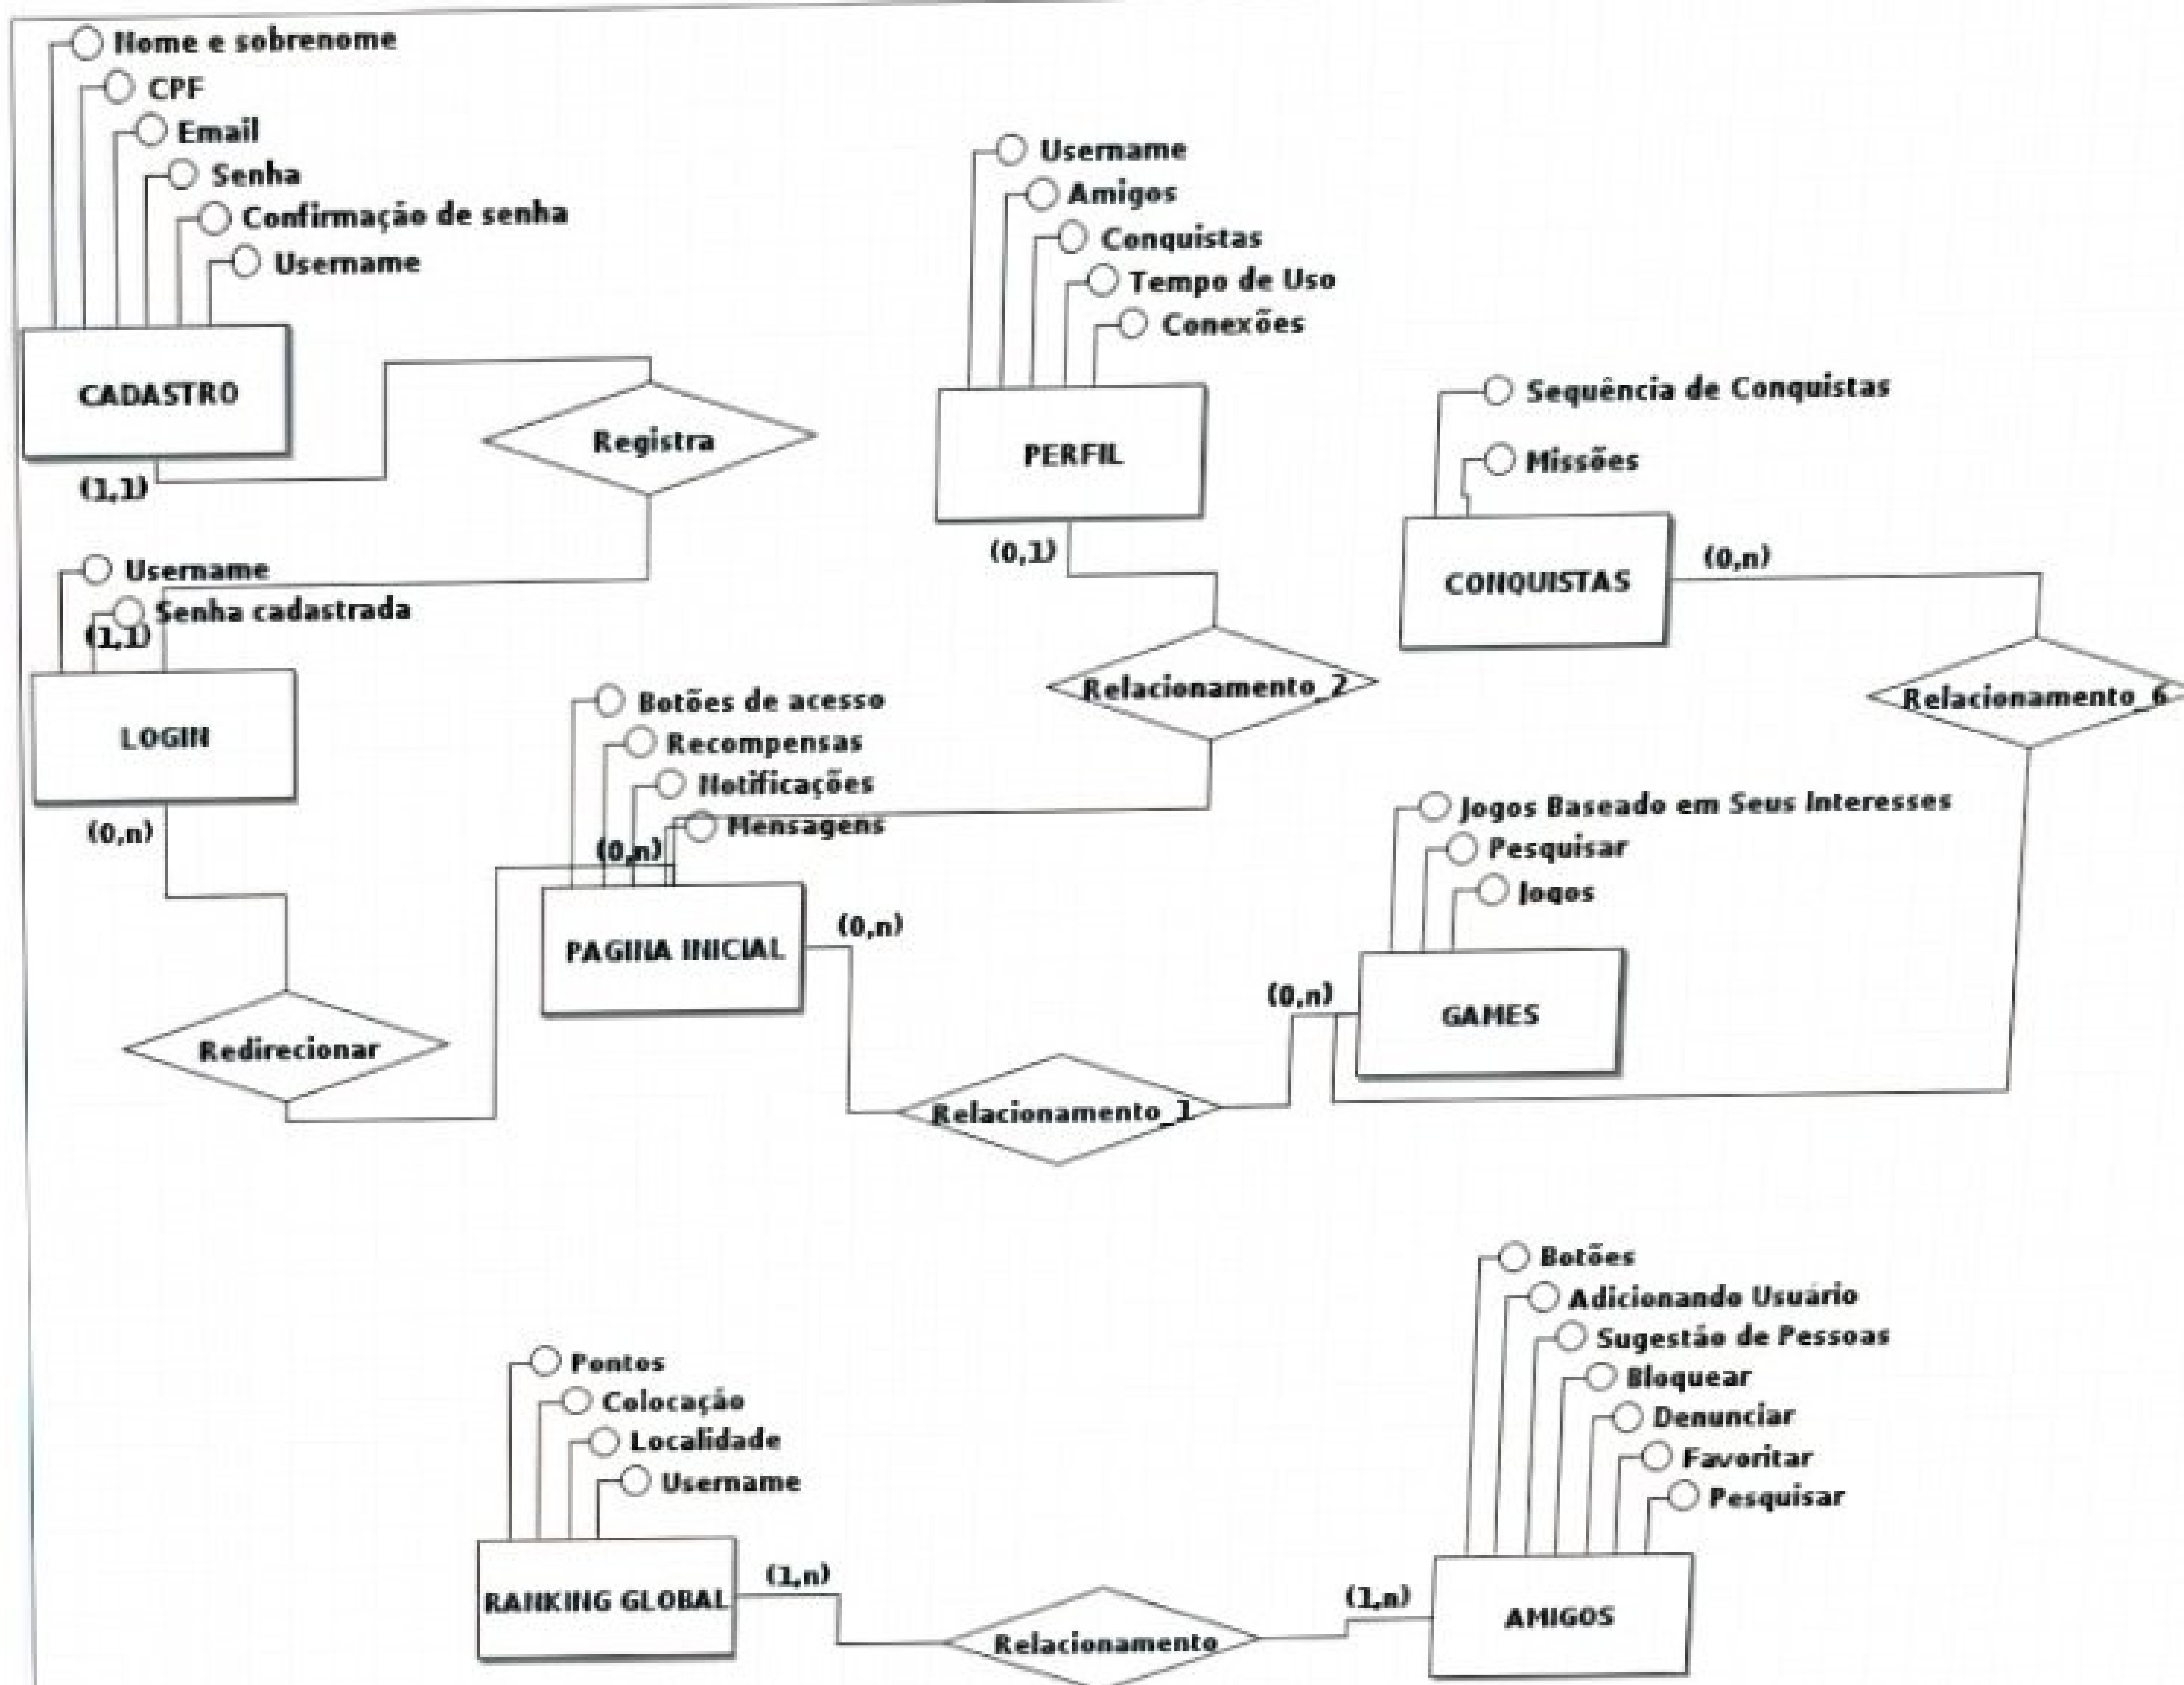 Nome e sobrenome
CPF
Email
Senha
Confirmação de senha
Username
CADASTRO
(1,1)
Registra
Username
Senha cadastrada
(1,1)
LOGIN
(0,n)
Redirecionar
Username
Amigos
Conquistas
Tempo de Uso
Conexões
PERFIL
(0,1)
Relacionamento_2
Sequência de Conquistas
Missões
CONQUISTAS
(0,n)
Relacionamento_6
Botões de acesso
Recompensas
Notificações
Mensagens
(0,n)
PAGINA INICIAL
(0,n)
Relacionamento_1
Jogos Baseado em Seus Interesses
Pesquisar
Jogos
(0,n)
GAMES
Pontos
Colocação
Localidade
Username
RANKING GLOBAL
(1,n)
Relacionamento
Botões
Adicionando Usuário
Sugestão de Pessoas
Bloquear
Denunciar
Favoritar
Pesquisar
(1,n)
AMIGOS